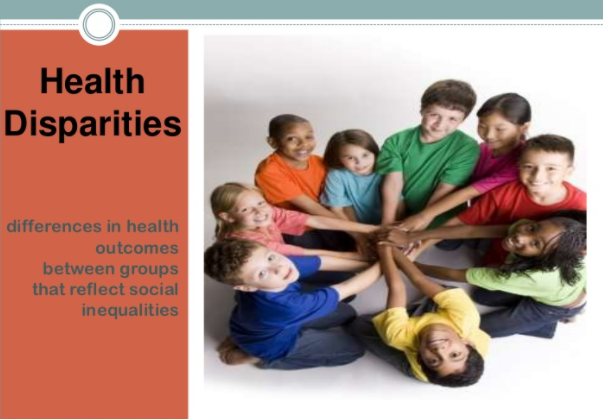 Health
Disparities
differences in health
outcomes
between groups
that reflect social
inequalities